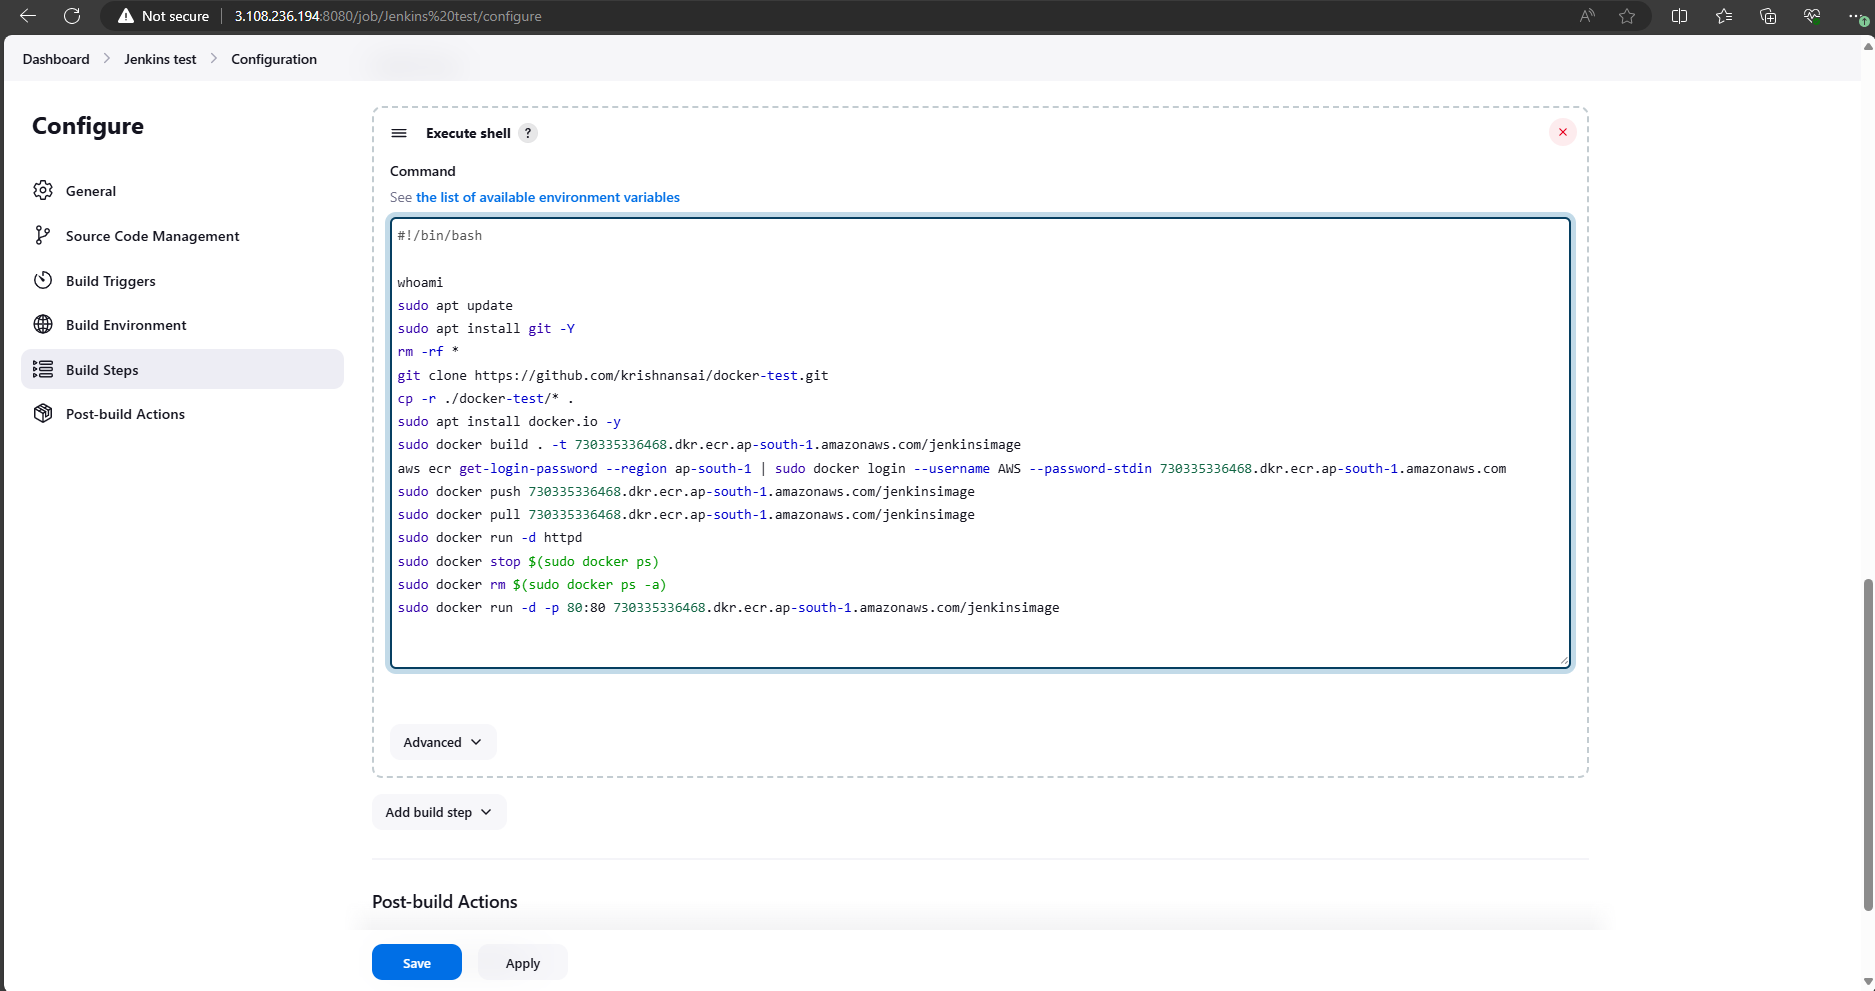 Not secure
3.108.236.194:8080/job/Jenkins%20test/configure
Dashboard > Jenkins test > Configuration
Configure
General
Source Code Management
Build Triggers
Build Environment
Build Steps
Post-build Actions
Execute shell ?
Command
See the list of available environment variables
#!/bin/bash
whoami
sudo apt update
sudo apt install git -Y
rm -rf *
git clone https://github.com/krishnansai/docker-test.git
cp -r ./docker-test/* .
sudo apt install docker.io -y
sudo docker build . -t 730335336468.dkr.ecr.ap-south-1.amazonaws.com/jenkinsimage
aws ecr get-login-password --region ap-south-1 | sudo docker login --username AWS --password-stdin 730335336468.dkr.ecr.ap-south-1.amazonaws.com
sudo docker push 730335336468.dkr.ecr.ap-south-1.amazonaws.com/jenkinsimage
sudo docker pull 730335336468.dkr.ecr.ap-south-1.amazonaws.com/jenkinsimage
sudo docker run -d httpd
sudo docker stop $(sudo docker ps)
sudo docker rm $(sudo docker ps -a)
sudo docker run -d -p 80:80 730335336468.dkr.ecr.ap-south-1.amazonaws.com/jenkinsimage
Advanced
Add build step
Post-build Actions
Save
Apply